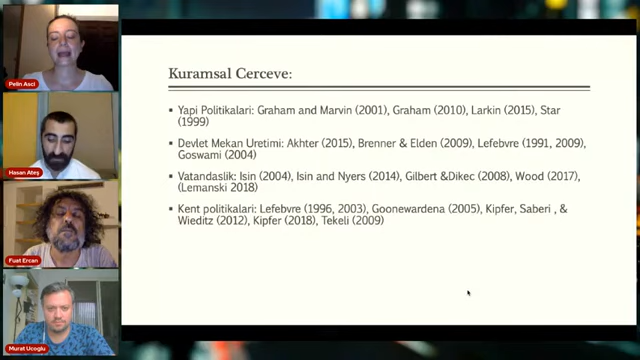 Pelin Asci
Hasan Ateş
Fuat Ercan
Murat Ucoglu
Kuramsal Cerceve:
▪ Yapi Politikalari: Graham and Marvin (2001), Graham (2010), Larkin (2015), Star
(1999)
▪ Devlet Mekan Uretimi: Akhter (2015), Brenner & Elden (2009), Lefebvre (1991, 2009),
Goswami (2004)
▪ Vatandaslik: Isin (2004), Isin and Nyers (2014), Gilbert &Dikec (2008), Wood (2017),
(Lemanski 2018)
▪ Kent politikalari: Lefebvre (1996, 2003), Goonewardena (2005), Kipfer, Saberi , &
Wieditz (2012), Kipfer (2018), Tekeli (2009)